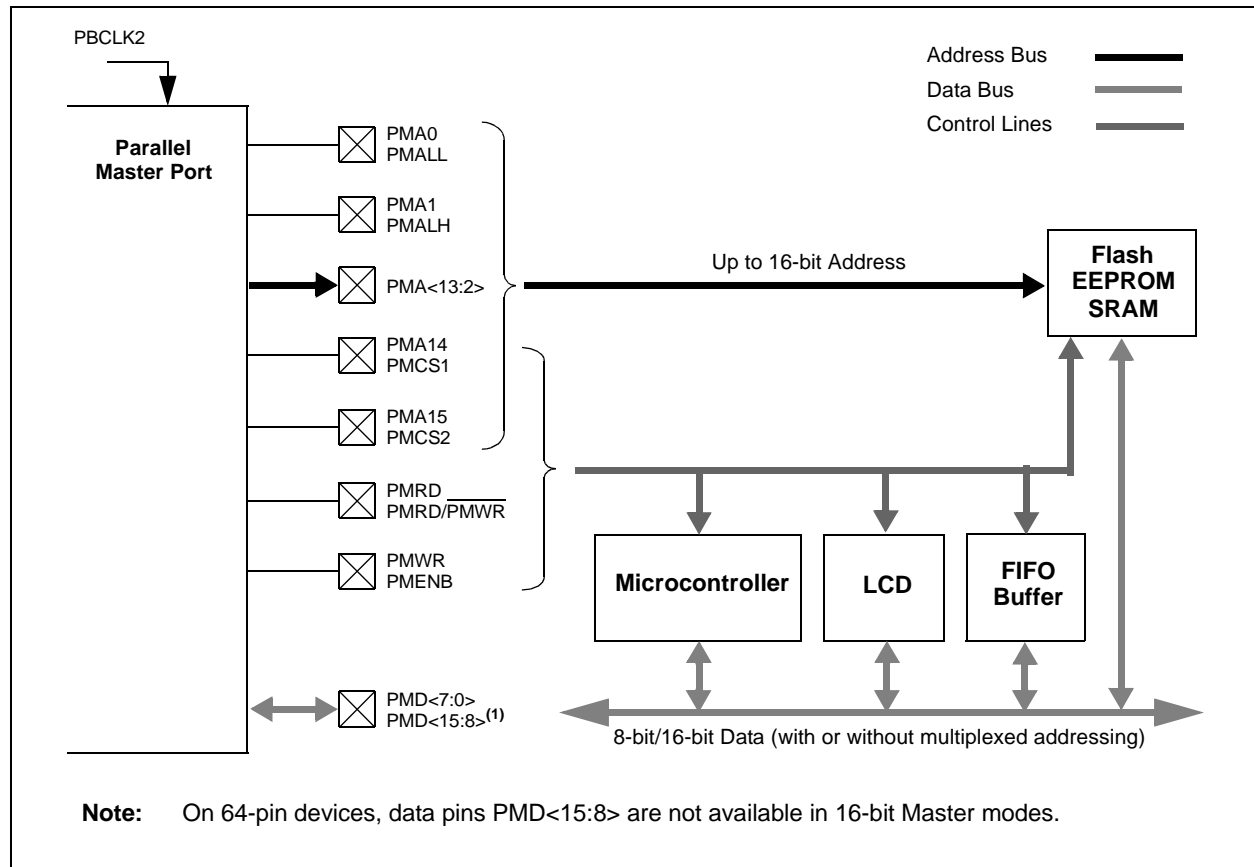 PBCLK2
Address Bus
Data Bus
Control Lines
Parallel
Master Port
PMA0
PMALL
PMA1
PMALH
PMA<13:2>
PMA14
PMCS1
PMA15
PMCS2
PMRD
PMRD/PMWR
PMWR
PMENB
PMD<7:0>
PMD<15:8>(1)
Up to 16-bit Address
Flash
EEPROM
SRAM
Microcontroller
LCD
FIFO
Buffer
8-bit/16-bit Data (with or without multiplexed addressing)
Note: On 64-pin devices, data pins PMD<15:8> are not available in 16-bit Master modes.